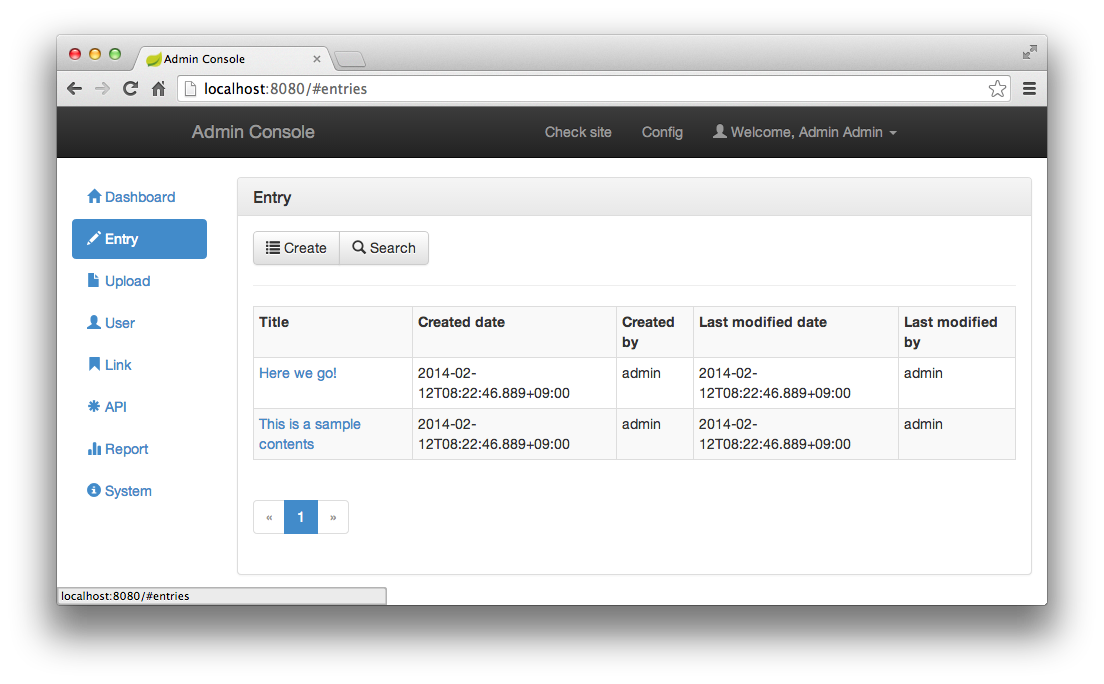 Admin Console
localhost:8080/#entries
Admin Console Check site Config Welcome, Admin Admin
Dashboard
Entry
Upload
User
Link
API
Report
System
Entry
Create Search
Title Created date Created by Last modified date Last modified by
Here we go! 2014-02-12T08:22:46.889+09:00 admin 2014-02-12T08:22:46.889+09:00 admin
This is a sample contents 2014-02-12T08:22:46.889+09:00 admin 2014-02-12T08:22:46.889+09:00 admin
« 1 »
localhost:8080/#entries